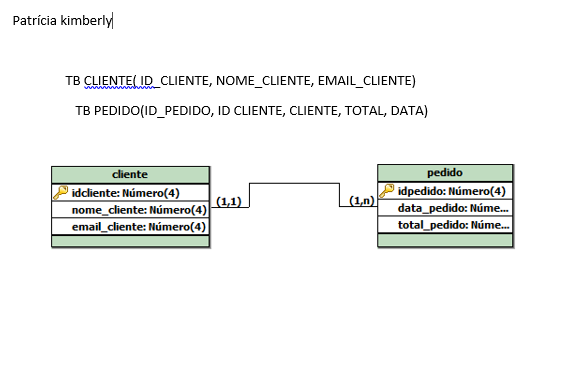 Patrícia kimberly
TB CLIENTE( ID_CLIENTE, NOME_CLIENTE, EMAIL_CLIENTE)
TB PEDIDO(ID_PEDIDO, ID CLIENTE, CLIENTE, TOTAL, DATA)
cliente
idcliente: Número(4)
nome_cliente: Número(4)
email_cliente: Número(4)
(1,1)
(1,n)
pedido
idpedido: Número(4)
data_pedido: Núme...
total_pedido: Núme...